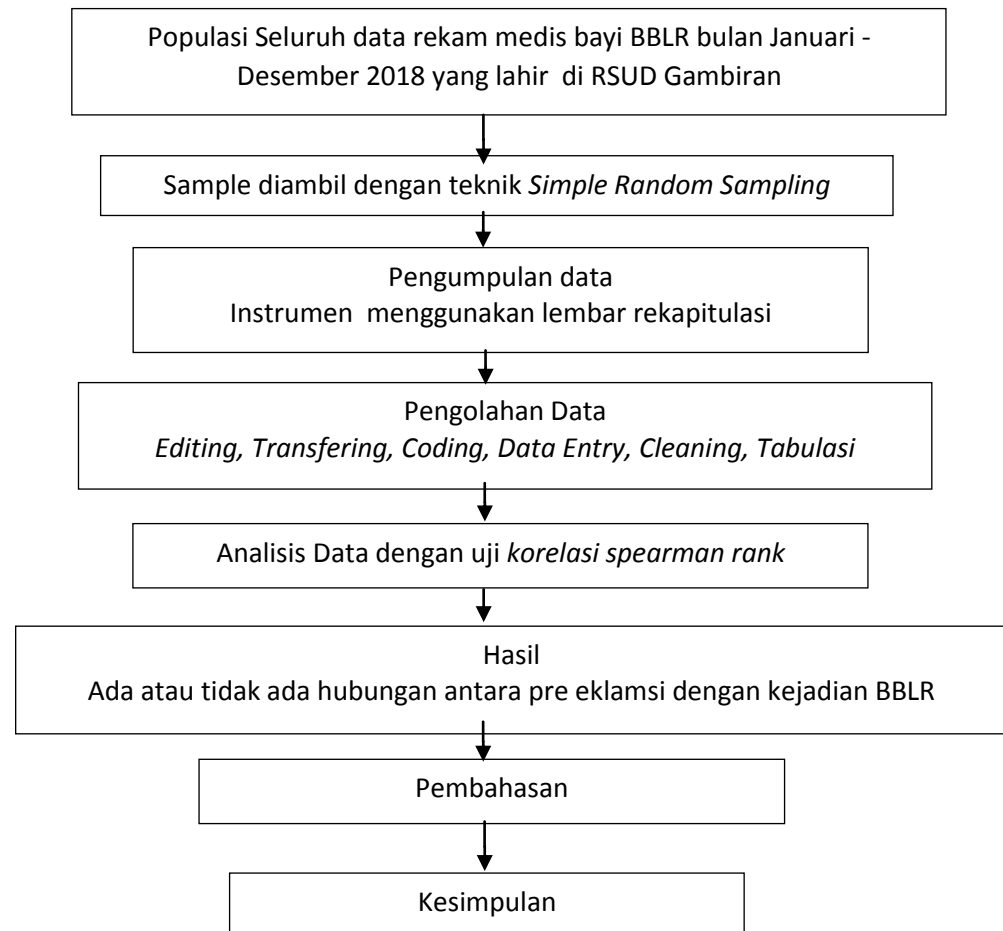 Populasi Seluruh data rekam medis bayi BBLR bulan Januari -
Desember 2018 yang lahir  di RSUD Gambiran
Sample diambil dengan teknik Simple Random Sampling
Pengumpulan data
Instrumen  menggunakan lembar rekapitulasi
Pengolahan Data
Editing, Transfering, Coding, Data Entry, Cleaning, Tabulasi
Analisis Data dengan uji korelasi spearman rank
Hasil
Ada atau tidak ada hubungan antara pre eklamsi dengan kejadian BBLR
Pembahasan
Kesimpulan